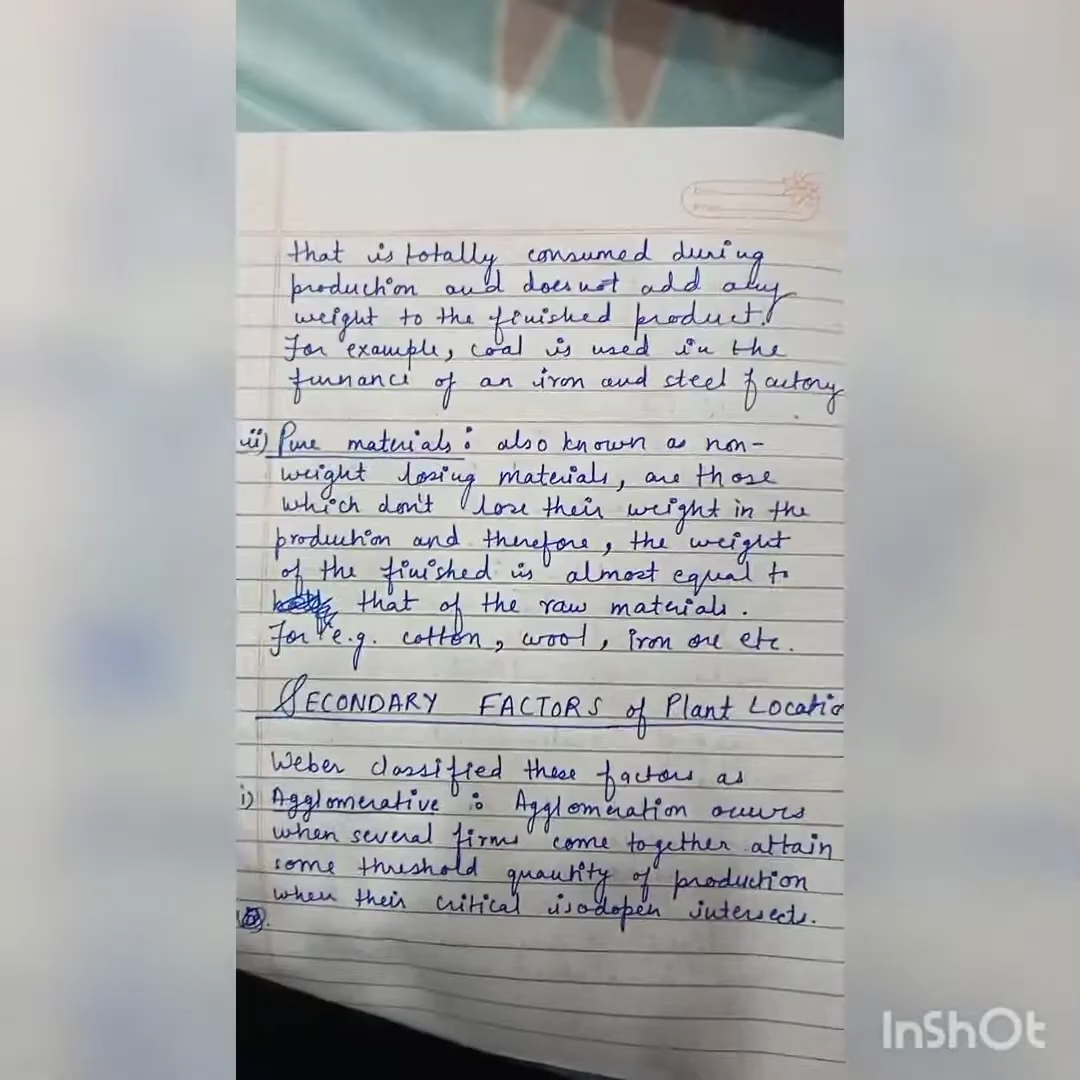 that is totally consumed during
production and does not add any
weight to the finished product.
For example, coal is used in the
furnance of an iron and steel factory
ii) Pure materials : also known as non-
weight losing materials, are those
which don't lose their weight in the
production and therefore, the weight
of the finished is almost equal to
that of the raw materials.
For e.g. cotton, wool, iron ore etc.
SECONDARY FACTORS of Plant Locatio
Weber classified these factors as
i) Agglomerative : Agglomeration occurs
when several firms come together attain
some threshold quantity of production
when their critical isodopen intersects.
InShOt